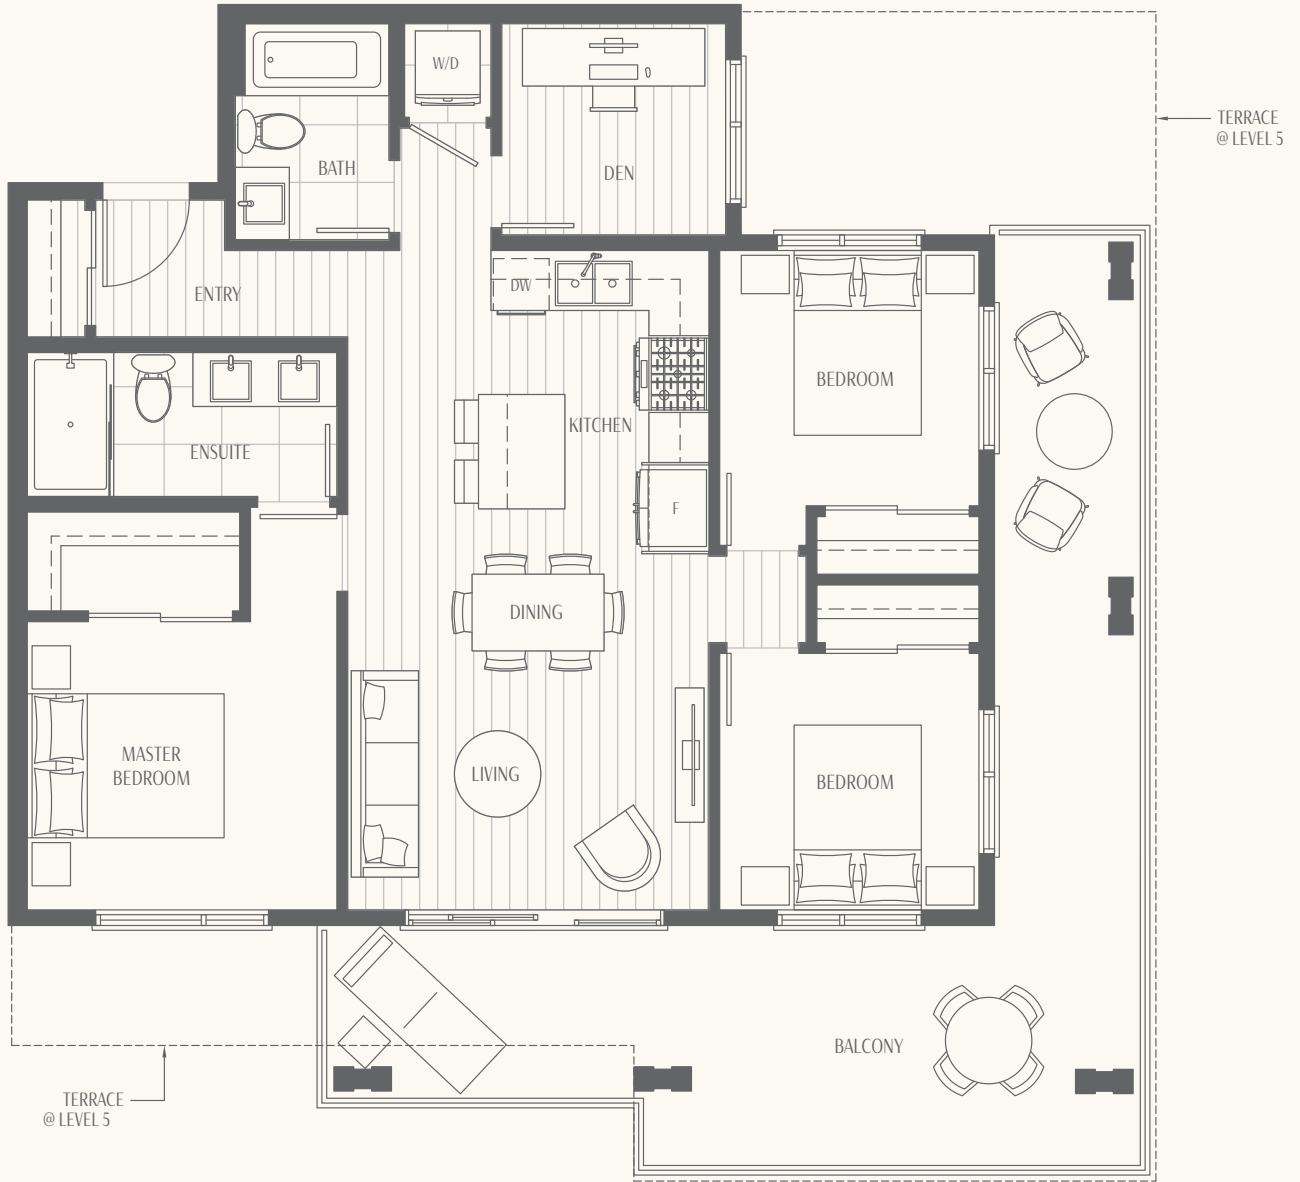 W/D
TERRACE
@ LEVEL 5
BATH
DEN
ENTRY
DW
BEDROOM
KITCHEN
ENSUITE
F
DINING
MASTER
BEDROOM
LIVING
BEDROOM
BALCONY
TERRACE
@ LEVEL 5